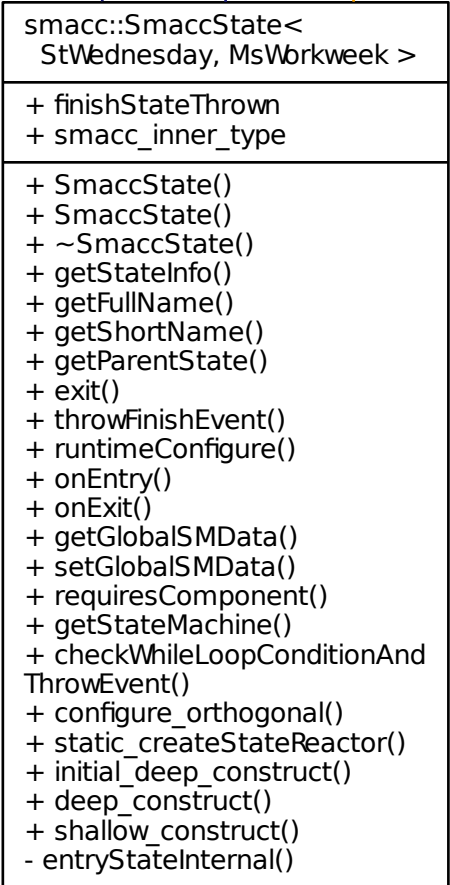 smacc::SmaccState<
StWednesday, MsWorkweek >
+ finishStateThrown
+ smacc_inner_type
+ SmaccState()
+ SmaccState()
+ ~SmaccState()
+ getStateInfo()
+ getFullName()
+ getShortName()
+ getParentState()
+ exit()
+ throwFinishEvent()
+ runtimeConfigure()
+ onEntry()
+ onExit()
+ getGlobalSMData()
+ setGlobalSMData()
+ requiresComponent()
+ getStateMachine()
+ checkWhileLoopConditionAnd
ThrowEvent()
+ configure_orthogonal()
+ static_createStateReactor()
+ initial_deep_construct()
+ deep_construct()
+ shallow_construct()
- entryStateInternal()